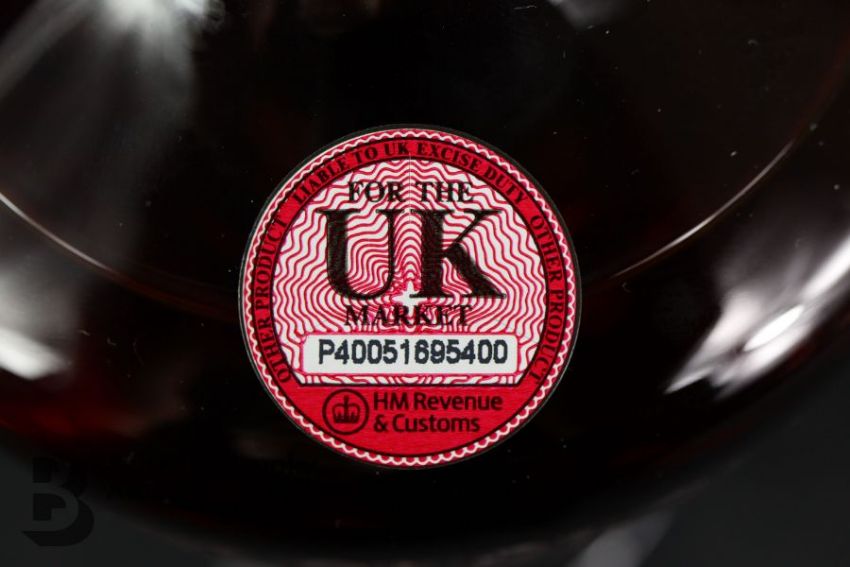 OTHER PRODUCT LIABLE TO UK EXCISE DUTY OTHER PRODUCT
FOR THE
UK
MARKET
P40051695400
HM Revenue
& Customs
B